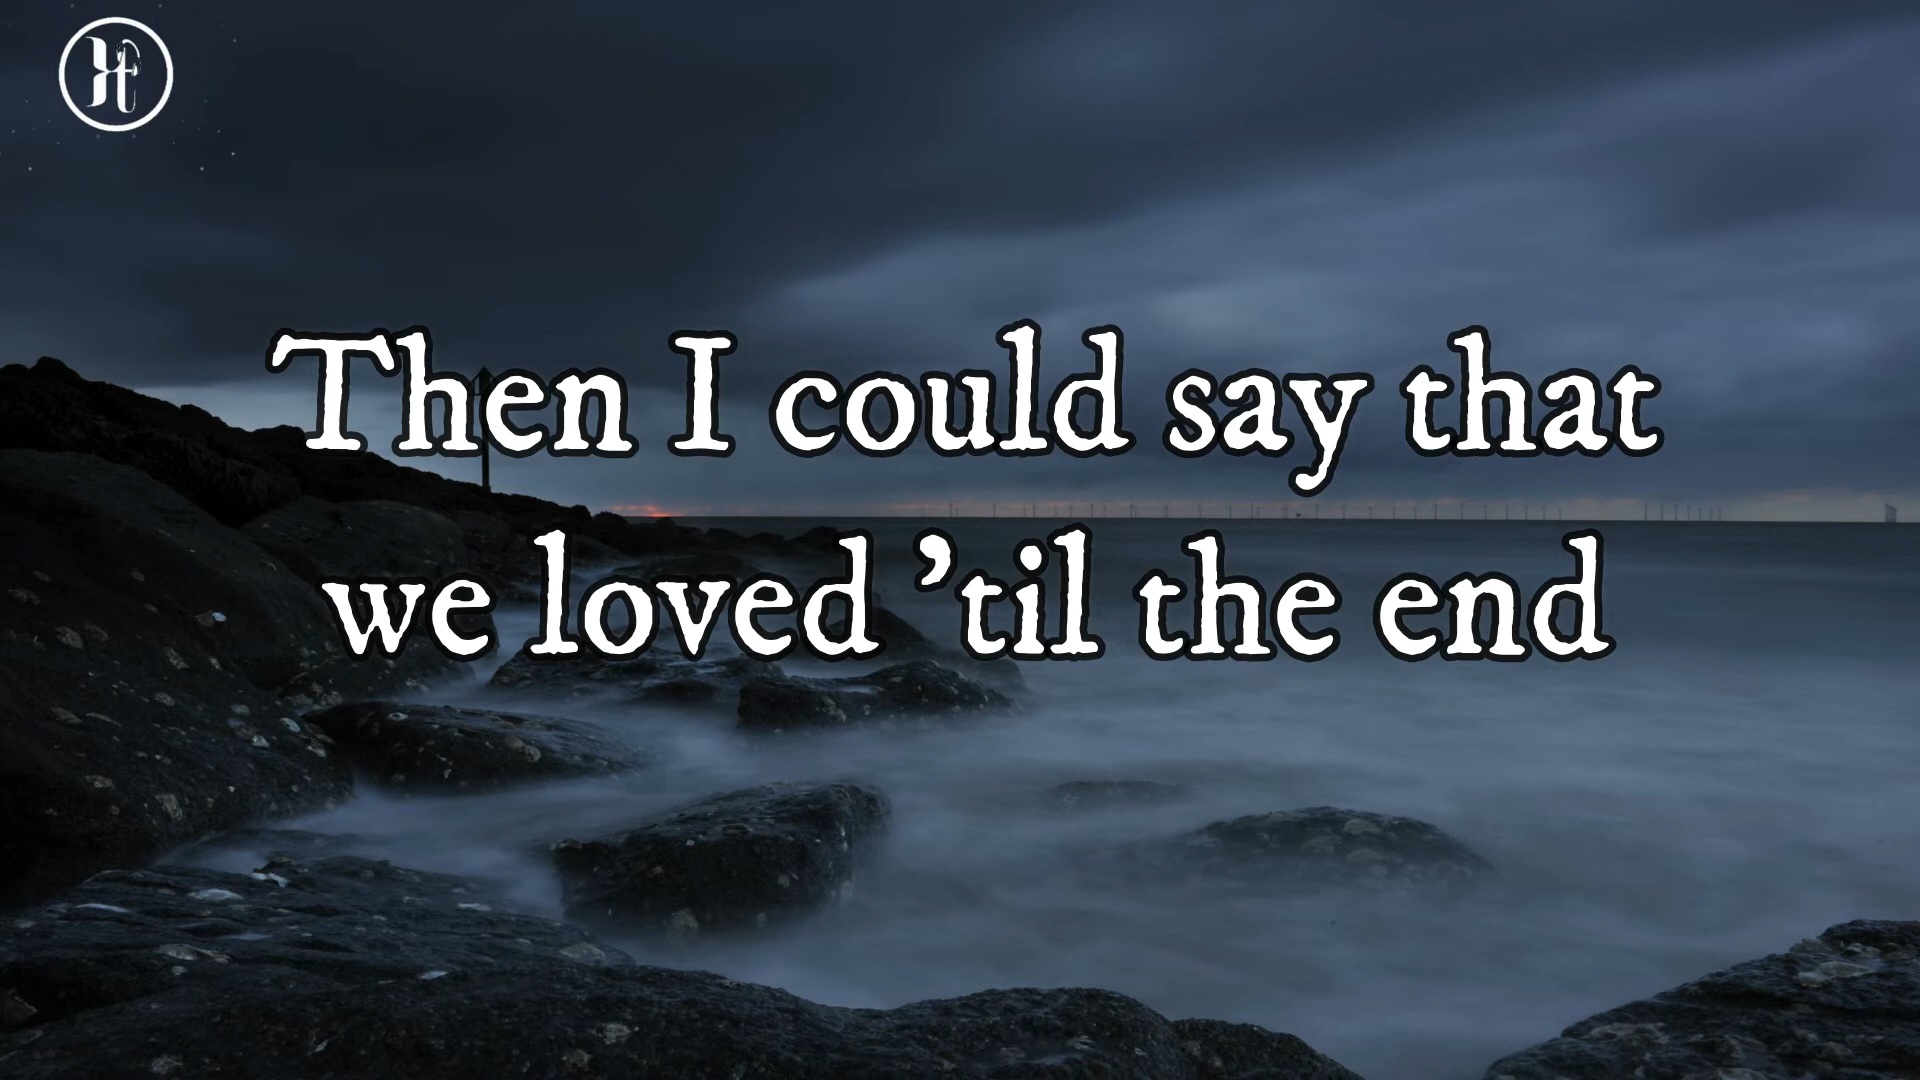 Then I could say that
we loved ’til the end